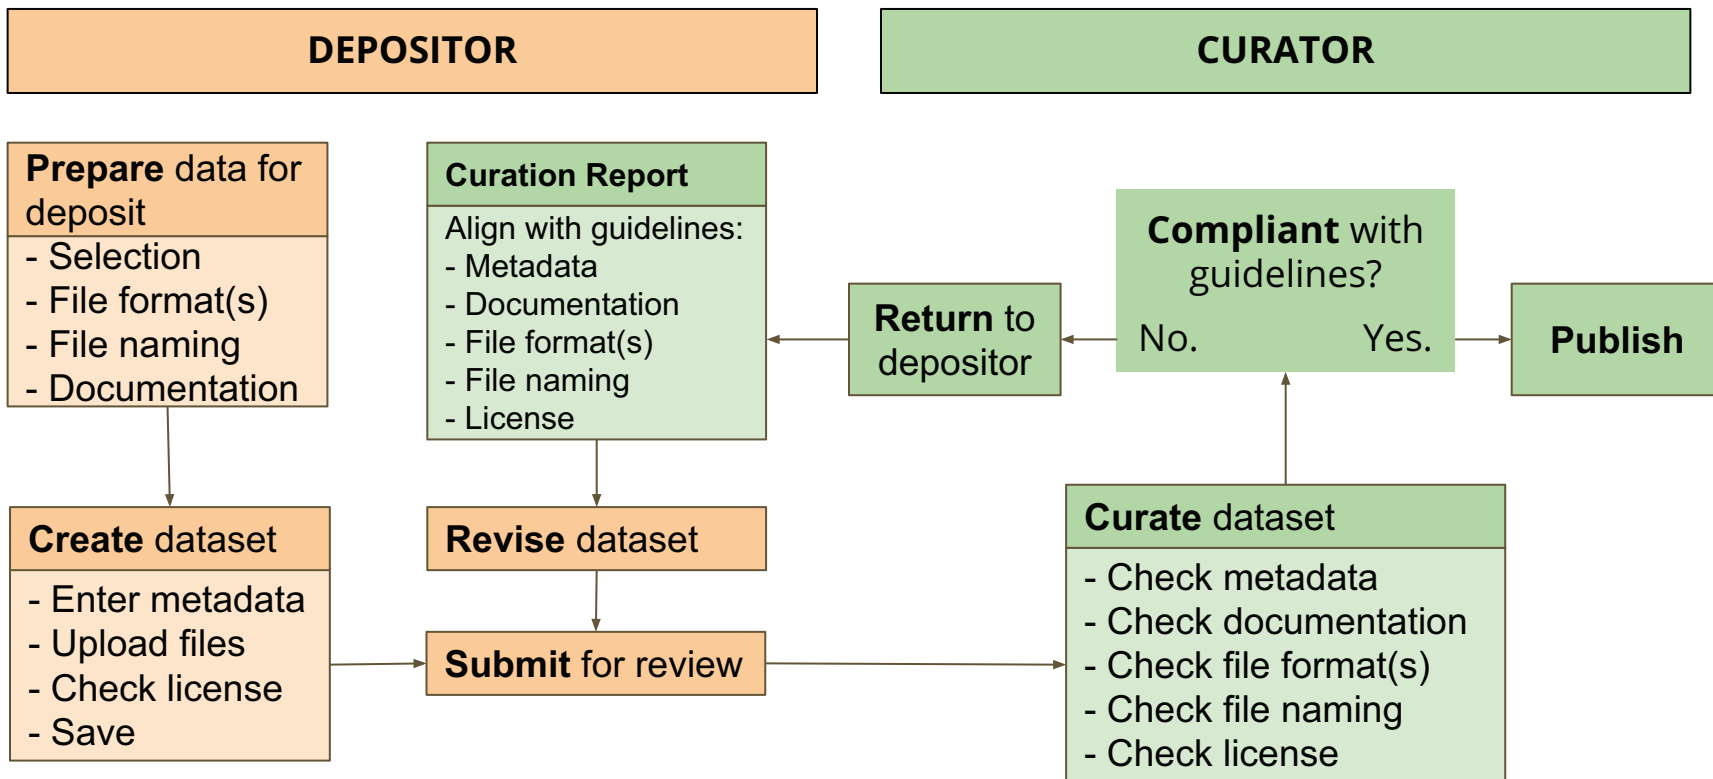 DEPOSITOR
CURATOR
Prepare data for
deposit
- Selection
- File format(s)
- File naming
- Documentation
Create dataset
- Enter metadata
- Upload files
- Check license
- Save
Curation Report
Align with guidelines:
- Metadata
- Documentation
- File format(s)
- File naming
- License
Revise dataset
Submit for review
Return to
depositor
Compliant with
guidelines?
No. Yes.
Publish
Curate dataset
- Check metadata
- Check documentation
- Check file format(s)
- Check file naming
- Check license